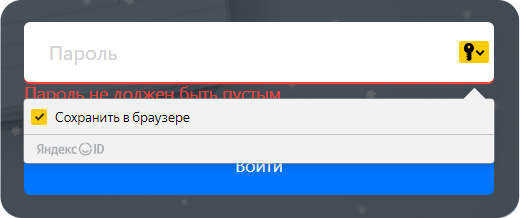 Пароль
Пароль не должен быть пустым
Сохранить в браузере
Яндекс ID
Войти